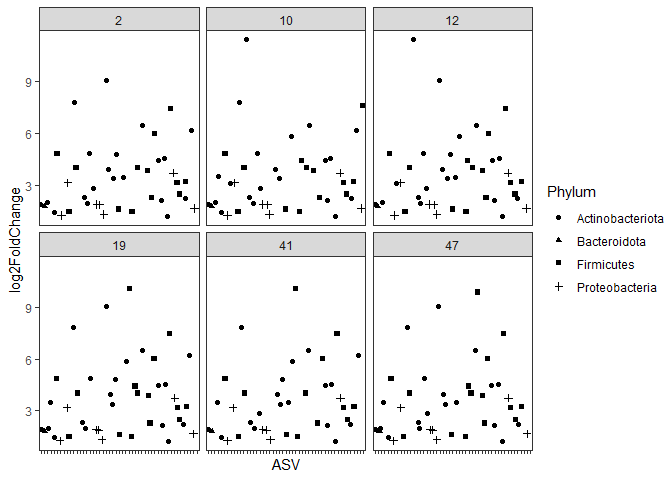 2 10 12
9
6
3
19 41 47
9
6
3
log2FoldChange
ASV
Phylum
Actinobacteriota
Bacteroidota
Firmicutes
Proteobacteria